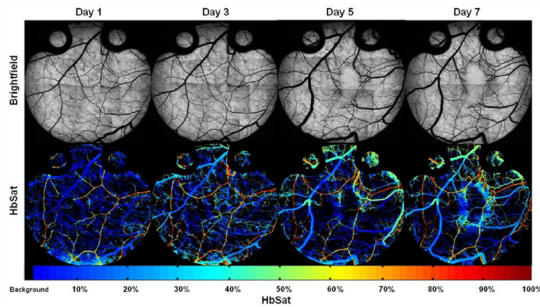 Day 1 Day 3 Day 5 Day 7
Brightfield
HbSat
Background 10% 20% 30% 40% 50% 60% 70% 80% 90% 100%
HbSat